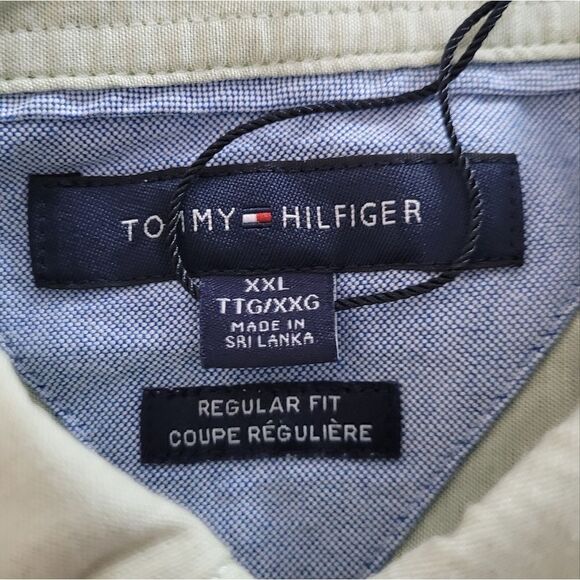 TOMMY HILFIGER
XXL
TTG/XXG
MADE IN
SRI LANKA
REGULAR FIT
COUPE RÉGULIÈRE